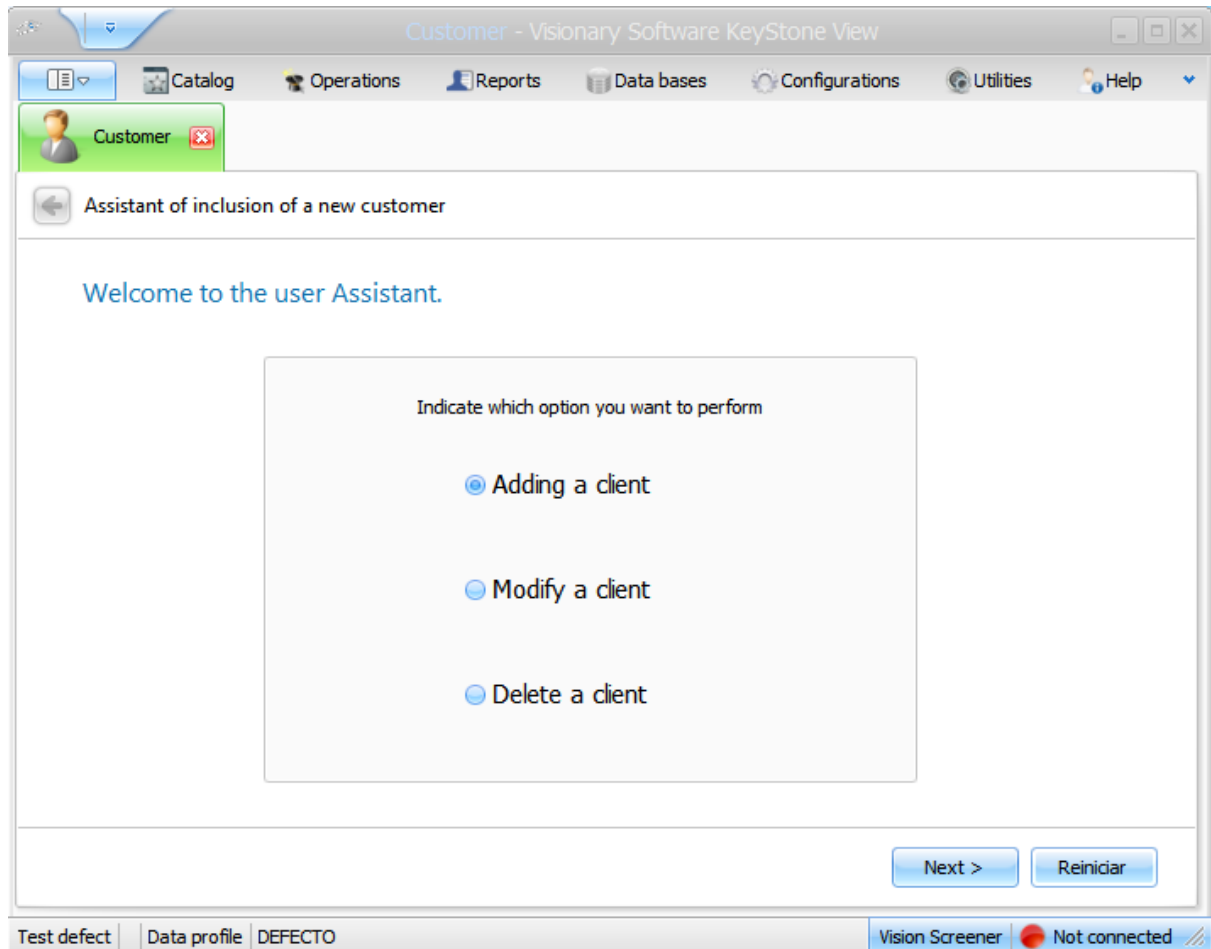 Customer - Visionary Software KeyStone View
Catalog Operations Reports Data bases Configurations Utilities Help
Customer
Assistant of inclusion of a new customer
Welcome to the user Assistant.
Indicate which option you want to perform
Adding a client
Modify a client
Delete a client
Next > Reiniciar
Test defect Data profile DEFECTO Vision Screener Not connected